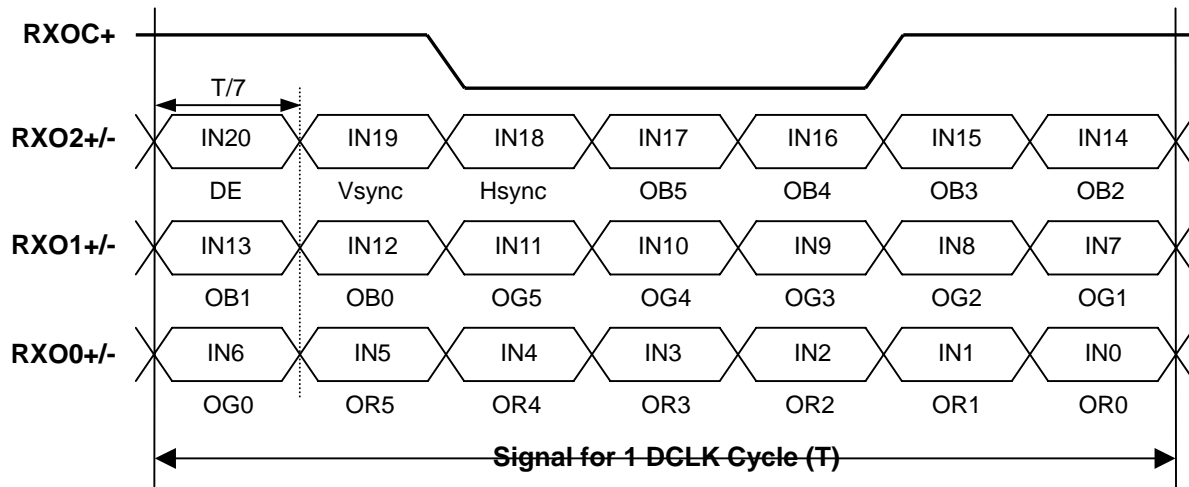 RXOC+
T/7
RXO2+/- IN20 IN19 IN18 IN17 IN16 IN15 IN14
DE Vsync Hsync OB5 OB4 OB3 OB2
RXO1+/- IN13 IN12 IN11 IN10 IN9 IN8 IN7
OB1 OB0 OG5 OG4 OG3 OG2 OG1
RXO0+/- IN6 IN5 IN4 IN3 IN2 IN1 IN0
OG0 OR5 OR4 OR3 OR2 OR1 OR0
Signal for 1 DCLK Cycle (T)